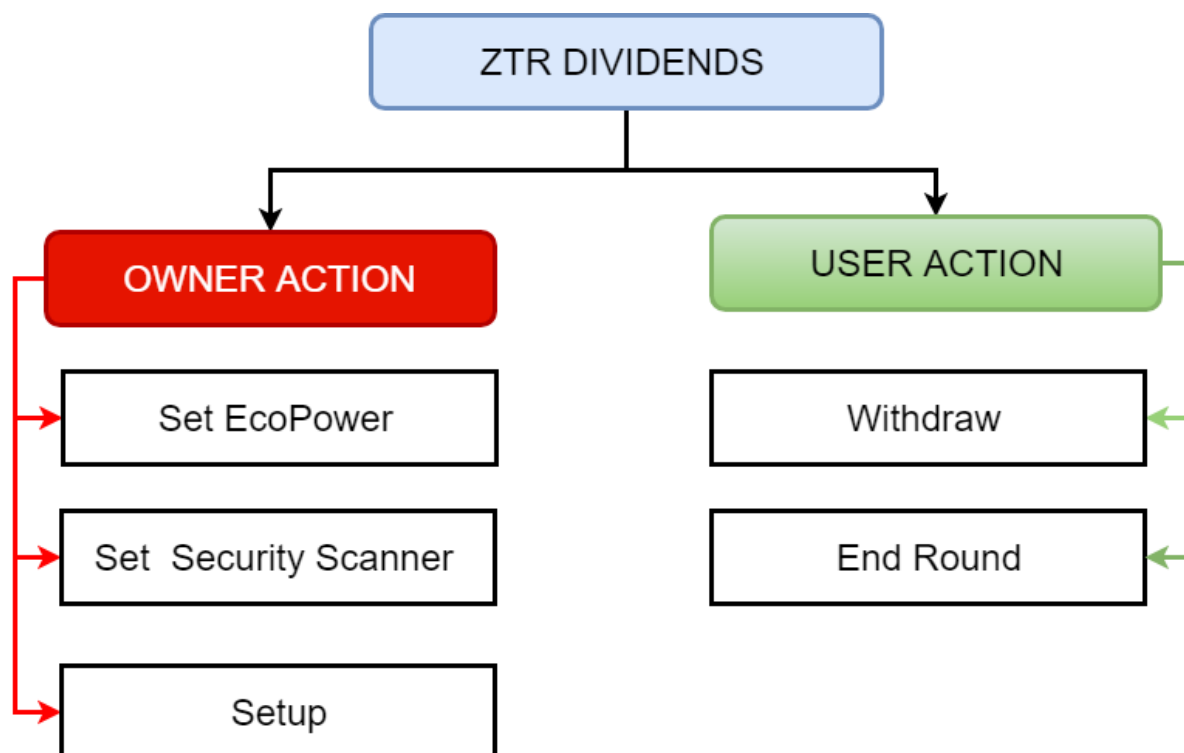 ZTR DIVIDENDS
OWNER ACTION
USER ACTION
Set EcoPower
Withdraw
Set  Security Scanner
End Round
Setup